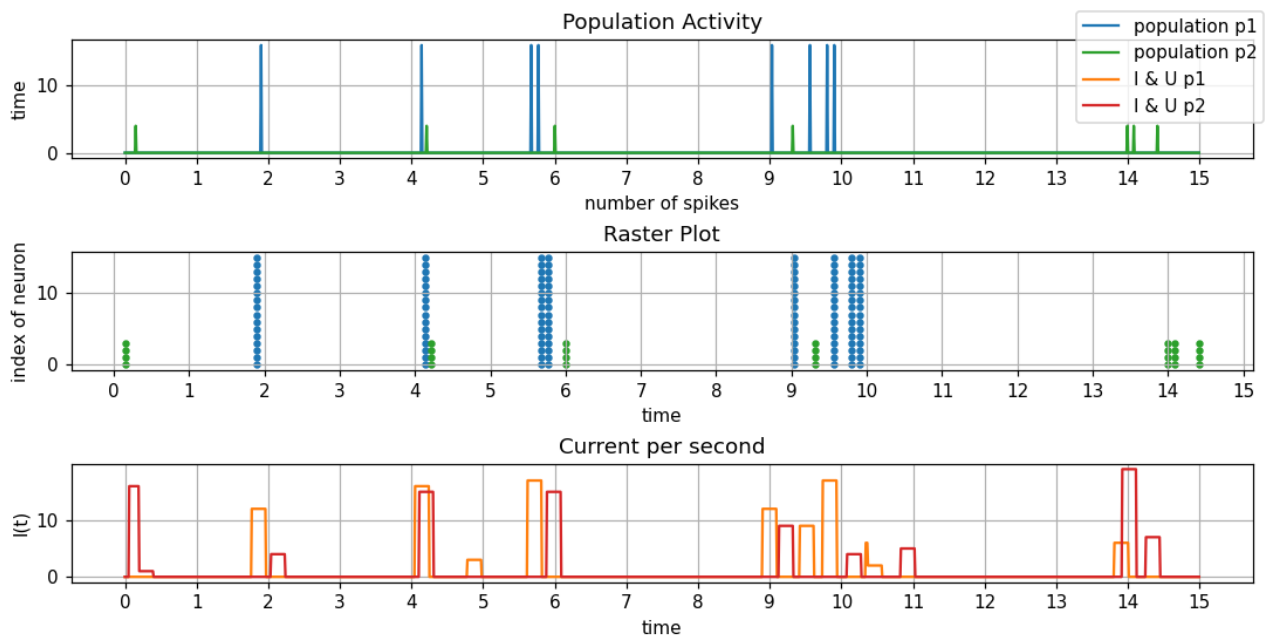 Population Activity
population p1
population p2
I & U p1
I & U p2
time
10
0
0 1 2 3 4 5 6 7 8 9 10 11 12 13 14 15
number of spikes
Raster Plot
index of neuron
10
0
0 1 2 3 4 5 6 7 8 9 10 11 12 13 14 15
time
Current per second
I(t)
10
0
0 1 2 3 4 5 6 7 8 9 10 11 12 13 14 15
time